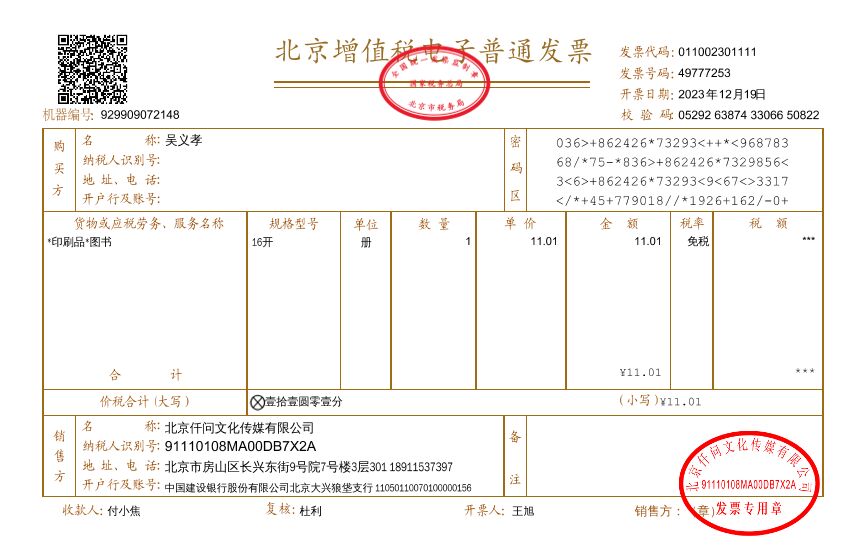 北京增值税电子普通发票
全国统一发票监制章
国家税务总局
北京市税务局
发票代码: 011002301111
发票号码: 49777253
开票日期: 2023年12月19日
校 验 码: 05292 63874 33066 50822
机器编号: 929909072148
购买方
名 称: 吴义孝
纳税人识别号:
地 址、电 话:
开户行及账号:
密码区
036>+862426*73293<++*<968783
68/*75-*836>+862426*7329856<
3<6>+862426*73293<9<67<>3317
</*+45+779018//*1926+162/-0+
货物或应税劳务、服务名称 规格型号 单位 数 量 单 价 金 额 税率 税 额
*印刷品*图书 16开 册 1 11.01 11.01 免税 ***
合 计 ¥11.01 ***
价税合计(大写) ⊗壹拾壹圆零壹分 (小写)¥11.01
销售方
名 称: 北京仟问文化传媒有限公司
纳税人识别号: 91110108MA00DB7X2A
地 址、电 话: 北京市房山区长兴东街9号院7号楼3层301 18911537397
开户行及账号: 中国建设银行股份有限公司北京大兴狼垡支行 11050110070100000156
备注
收款人: 付小焦 复核: 杜利 开票人: 王旭 销售方:(章)
北京仟问文化传媒有限公司
91110108MA00DB7X2A
发票专用章